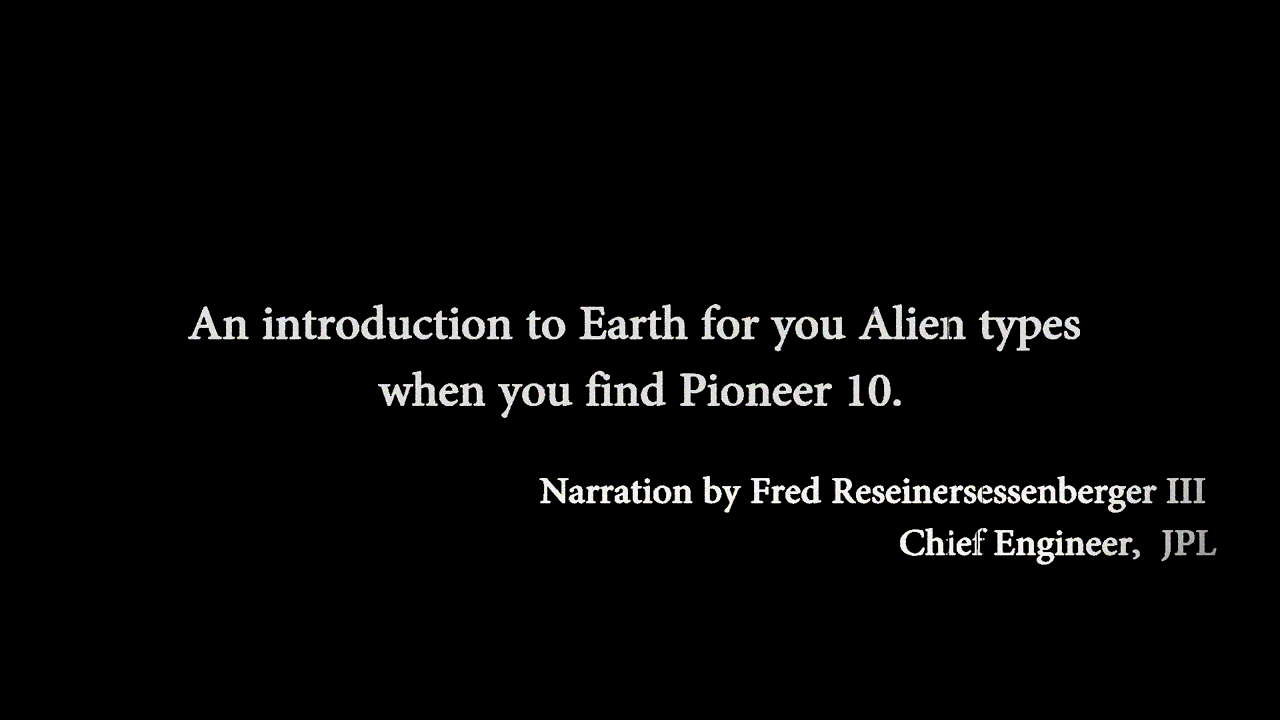 An introduction to Earth for you Alien types
when you find Pioneer 10.
Narration by Fred Reseinersessenberger III
Chief Engineer, JPL